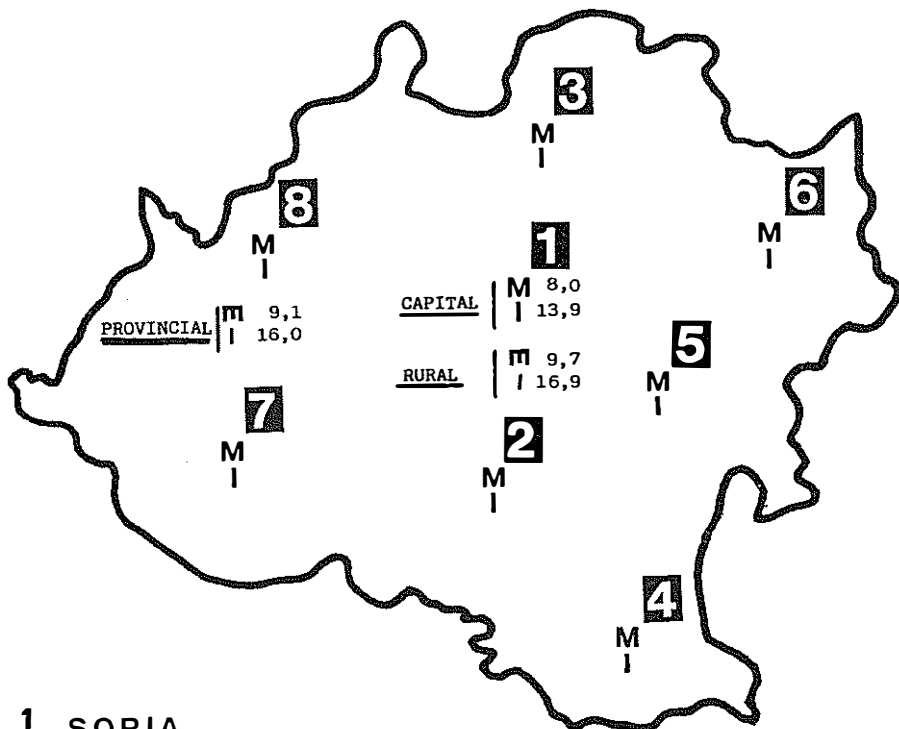 3
M
I
8
M
I
6
M
I
1
CAPITAL M 8,0
I 13,9
PROVINCIAL M 9,1
I 16,0
RURAL M 9,7
I 16,9
5
M
I
7
M
I
2
M
I
4
M
I
1 SORIA